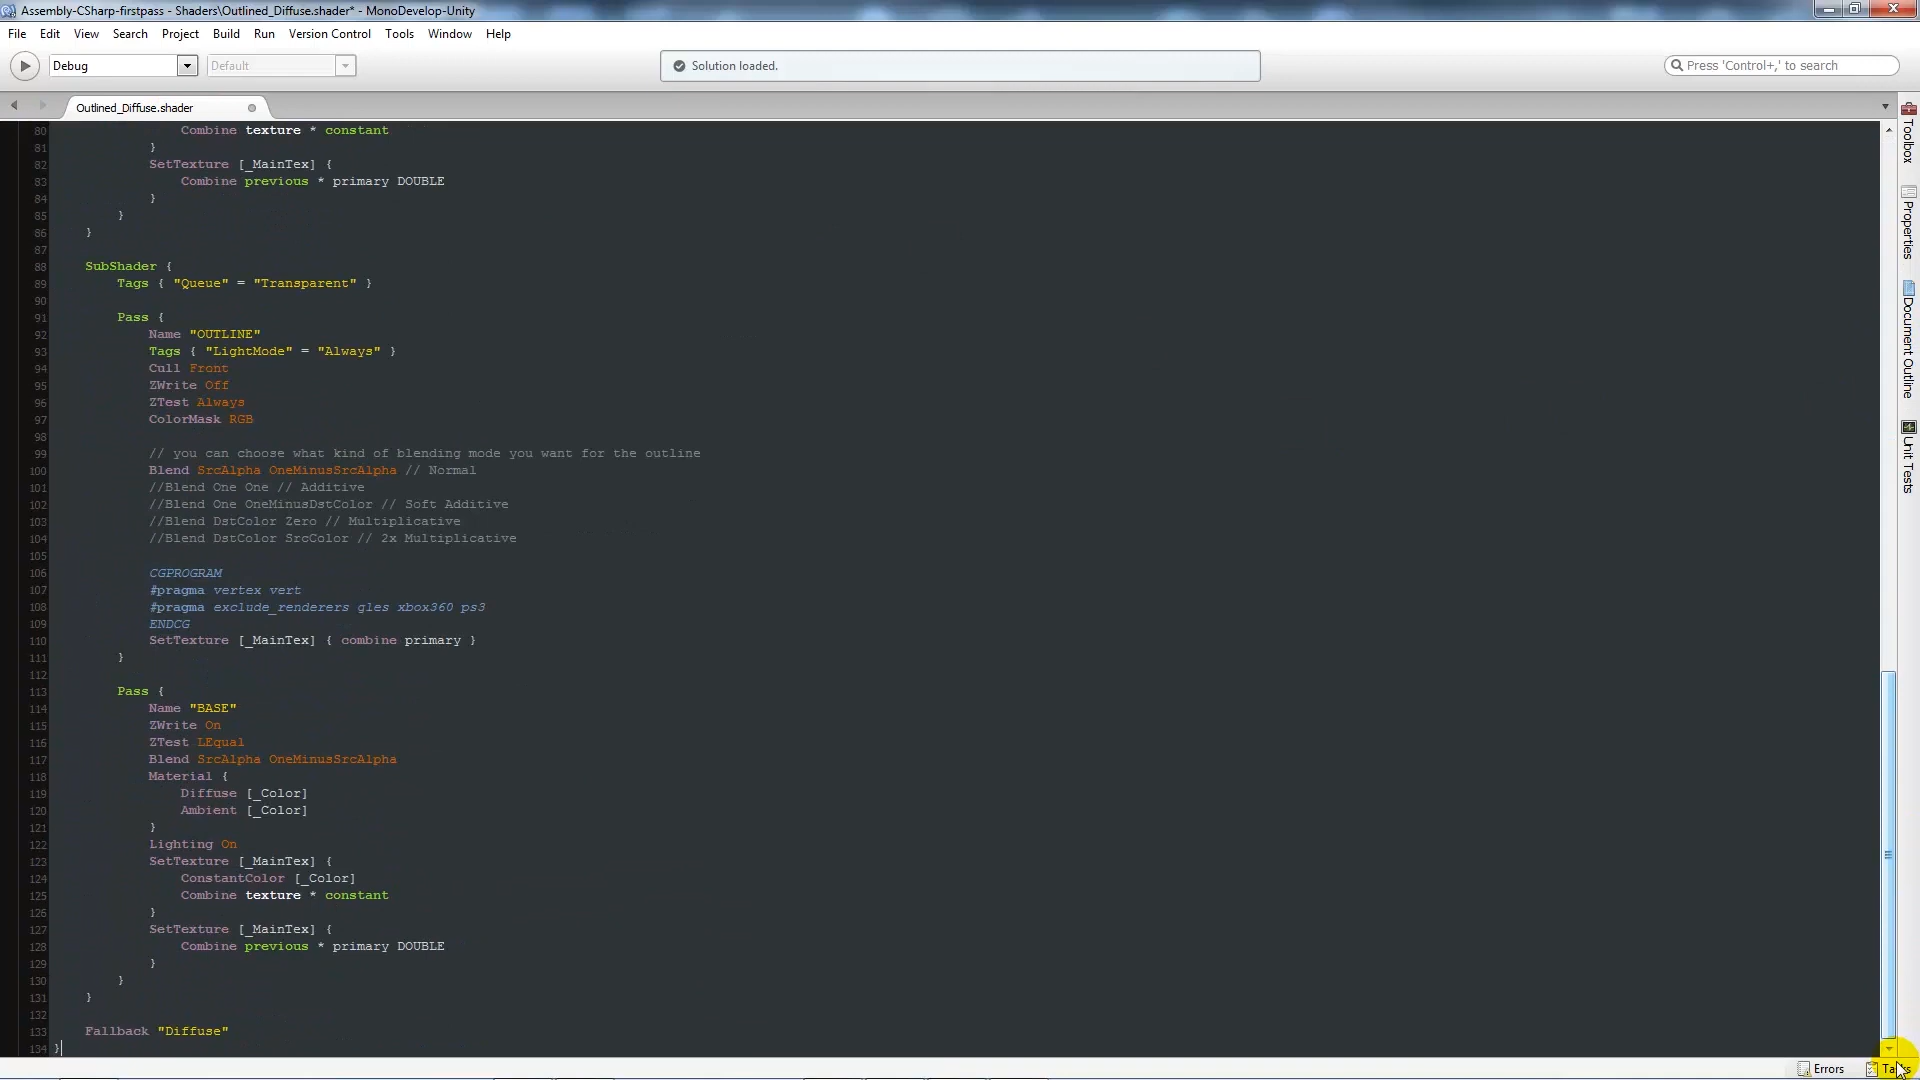 Assembly-CSharp-firstpass - Shaders\Outlined_Diffuse.shader* - MonoDevelop-Unity
File Edit View Search Project Build Run Version Control Tools Window Help
Debug Default Solution loaded. Press 'Control+,' to search
Outlined_Diffuse.shader
80 Combine texture * constant
81 }
82 SetTexture [_MainTex] {
83 Combine previous * primary DOUBLE
84 }
85 }
86 }
87
88 SubShader {
89 Tags { "Queue" = "Transparent" }
90
91 Pass {
92 Name "OUTLINE"
93 Tags { "LightMode" = "Always" }
94 Cull Front
95 ZWrite Off
96 ZTest Always
97 ColorMask RGB
98
99 // you can choose what kind of blending mode you want for the outline
100 Blend SrcAlpha OneMinusSrcAlpha // Normal
101 //Blend One One // Additive
102 //Blend One OneMinusDstColor // Soft Additive
103 //Blend DstColor Zero // Multiplicative
104 //Blend DstColor SrcColor // 2x Multiplicative
105
106 CGPROGRAM
107 #pragma vertex vert
108 #pragma exclude_renderers gles xbox360 ps3
109 ENDCG
110 SetTexture [_MainTex] { combine primary }
111 }
112
113 Pass {
114 Name "BASE"
115 ZWrite On
116 ZTest LEqual
117 Blend SrcAlpha OneMinusSrcAlpha
118 Material {
119 Diffuse [_Color]
120 Ambient [_Color]
121 }
122 Lighting On
123 SetTexture [_MainTex] {
124 ConstantColor [_Color]
125 Combine texture * constant
126 }
127 SetTexture [_MainTex] {
128 Combine previous * primary DOUBLE
129 }
130 }
131 }
132
133 Fallback "Diffuse"
134 }
Toolbox
Properties
Document Outline
Unit Tests
Errors Tasks